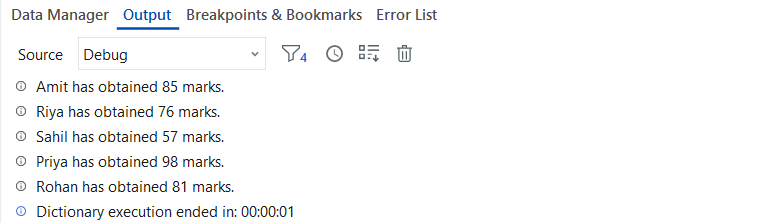 Data Manager Output Breakpoints & Bookmarks Error List
Source Debug 4
Amit has obtained 85 marks.
Riya has obtained 76 marks.
Sahil has obtained 57 marks.
Priya has obtained 98 marks.
Rohan has obtained 81 marks.
Dictionary execution ended in: 00:00:01